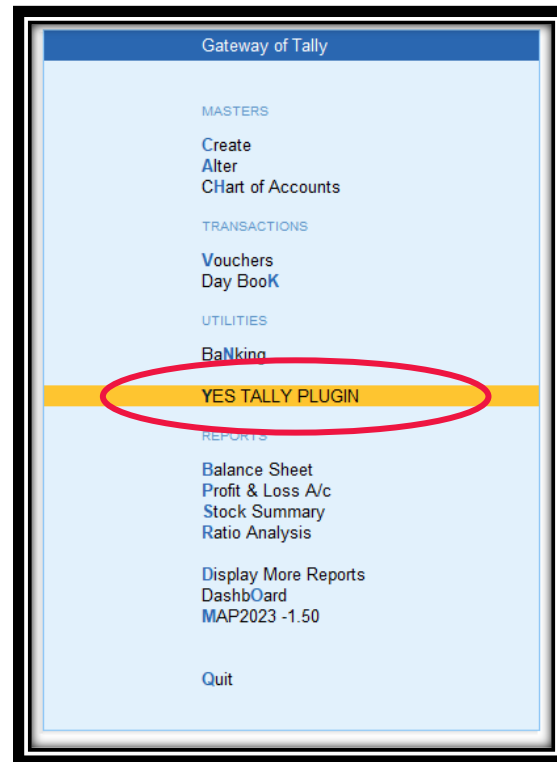 Gateway of Tally
MASTERS
Create
Alter
CHart of Accounts
TRANSACTIONS
Vouchers
Day BooK
UTILITIES
BaNking
YES TALLY PLUGIN
REPORTS
Balance Sheet
Profit & Loss A/c
Stock Summary
Ratio Analysis
Display More Reports
DashbOard
MAP2023 -1.50
Quit